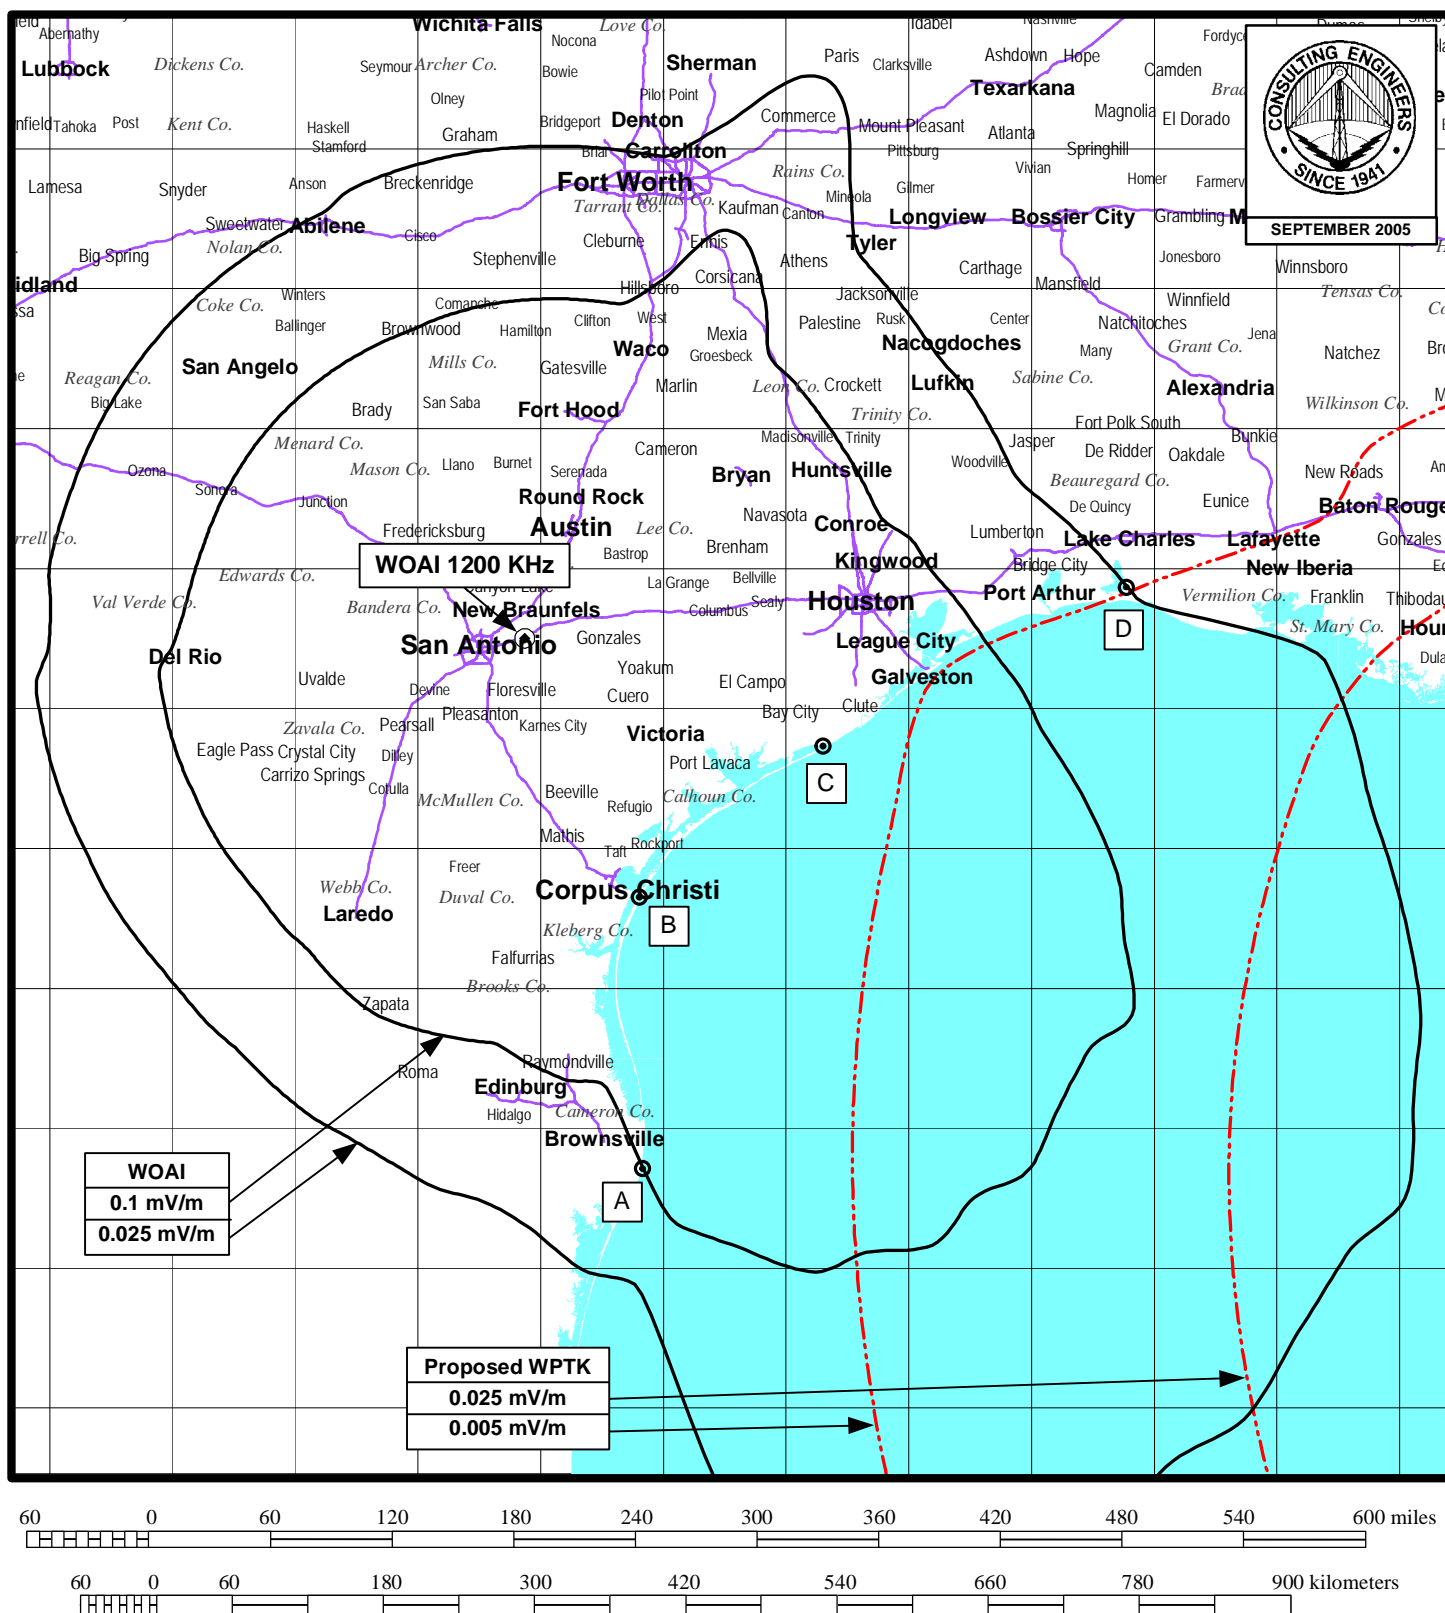 Wichita Falls
Love Co.
Idabel
Nashville
Abernathy
Nocona
Fordyce
Lubbock
Dickens Co.
Seymour
Archer Co.
Bowie
Sherman
Paris
Clarksville
Ashdown
Hope
Camden
Texarkana
Olney
Pilot Point
Commerce
Magnolia
El Dorado
Tahoka
Post
Kent Co.
Haskell
Stamford
Graham
Bridgeport
Denton
Mount Pleasant
Atlanta
Springhill
Briar
Carrollton
Pittsburg
Vivian
Rains Co.
Homer
Farmerv
Lamesa
Snyder
Anson
Breckenridge
Fort Worth
Gilmer
Mineola
Tarrant Co.
Dallas Co.
Kaufman
Canton
Longview
Bossier City
Grambling
Sweetwater
Abilene
Cisco
Nolan Co.
Cleburne
Ennis
Tyler
Big Spring
Stephenville
Athens
Carthage
Jonesboro
Winnsboro
Corsicana
Mansfield
idland
Coke Co.
Winters
Comanche
Hillsboro
Jacksonville
Winnfield
Tensas Co.
Ballinger
Brownwood
Hamilton
Clifton
West
Mexia
Palestine
Rusk
Center
Natchitoches
Jena
San Angelo
Mills Co.
Gatesville
Waco
Groesbeck
Nacogdoches
Many
Grant Co.
Natchez
Reagan Co.
Marlin
Leon Co.
Crockett
Lufkin
Sabine Co.
Alexandria
Big Lake
Brady
San Saba
Fort Hood
Trinity Co.
Wilkinson Co.
Menard Co.
Cameron
Madisonville
Trinity
Jasper
Fort Polk South
De Ridder
Oakdale
Bunkie
Ozona
Mason Co.
Llano
Burnet
Serenada
Bryan
Huntsville
Woodville
Beauregard Co.
New Roads
Sonora
Junction
Round Rock
Navasota
De Quincy
Eunice
Baton Rouge
Fredericksburg
Austin
Lee Co.
Conroe
Lumberton
Lake Charles
Lafayette
Gonzales
rrell Co.
WOAI 1200 KHz
Bastrop
Brenham
Kingwood
Bridge City
New Iberia
Edwards Co.
La Grange
Bellville
Port Arthur
Vermilion Co.
Franklin
Thibodau
Val Verde Co.
Bandera Co.
New Braunfels
Columbus
Sealy
Houston
D
St. Mary Co.
Del Rio
San Antonio
Gonzales
League City
Dula
Uvalde
Devine
Floresville
Yoakum
El Campo
Galveston
Cuero
Bay City
Clute
Zavala Co.
Pearsall
Pleasanton
Karnes City
Victoria
Eagle Pass
Crystal City
Dilley
Port Lavaca
C
Carrizo Springs
Cotulla
McMullen Co.
Beeville
Refugio
Calhoun Co.
Mathis
Taft
Rockport
Freer
Webb Co.
Duval Co.
Corpus Christi
Laredo
B
Kleberg Co.
Falfurrias
Brooks Co.
Zapata
Roma
Raymondville
Edinburg
Hidalgo
Cameron Co.
Brownsville
A
WOAI
0.1 mV/m
0.025 mV/m
Proposed WPTK
0.025 mV/m
0.005 mV/m
CONSULTING ENGINEERS
• SINCE 1941 •
SEPTEMBER 2005
60 0 60 120 180 240 300 360 420 480 540 600 miles
60 0 60 180 300 420 540 660 780 900 kilometers